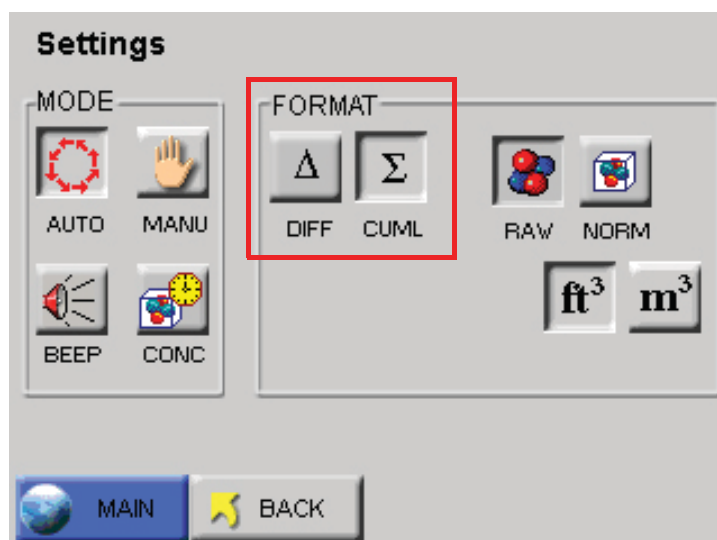 Settings
MODE
FORMAT
Δ
Σ
AUTO
MANU
DIFF
CUML
RAW
NORM
ft³
m³
BEEP
CONC
MAIN
BACK